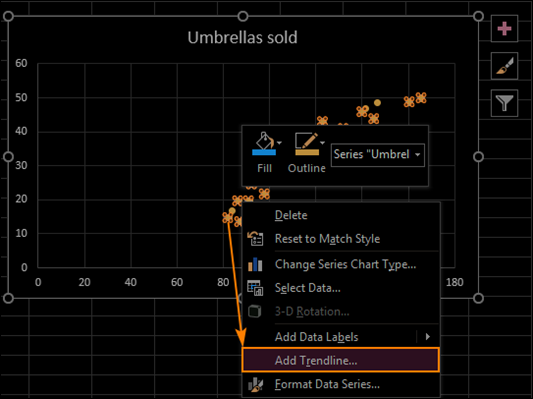 Umbrellas sold
60
50
40
30
20
10
0
0 20 40 60 80 180
Fill Outline Series "Umbrel
Delete
Reset to Match Style
Change Series Chart Type...
Select Data...
3-D Rotation...
Add Data Labels
Add Trendline...
Format Data Series...